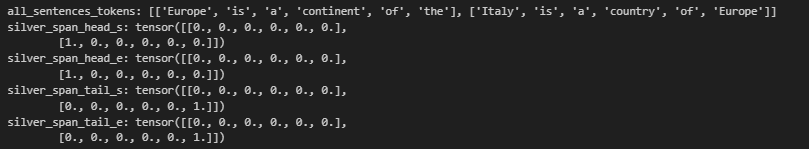 all_sentences_tokens: [['Europe', 'is', 'a', 'continent', 'of', 'the'], ['Italy', 'is', 'a', 'country', 'of', 'Europe']]
silver_span_head_s: tensor([[0., 0., 0., 0., 0., 0.],
        [1., 0., 0., 0., 0., 0.]])
silver_span_head_e: tensor([[0., 0., 0., 0., 0., 0.],
        [1., 0., 0., 0., 0., 0.]])
silver_span_tail_s: tensor([[0., 0., 0., 0., 0., 0.],
        [0., 0., 0., 0., 0., 1.]])
silver_span_tail_e: tensor([[0., 0., 0., 0., 0., 0.],
        [0., 0., 0., 0., 0., 1.]])